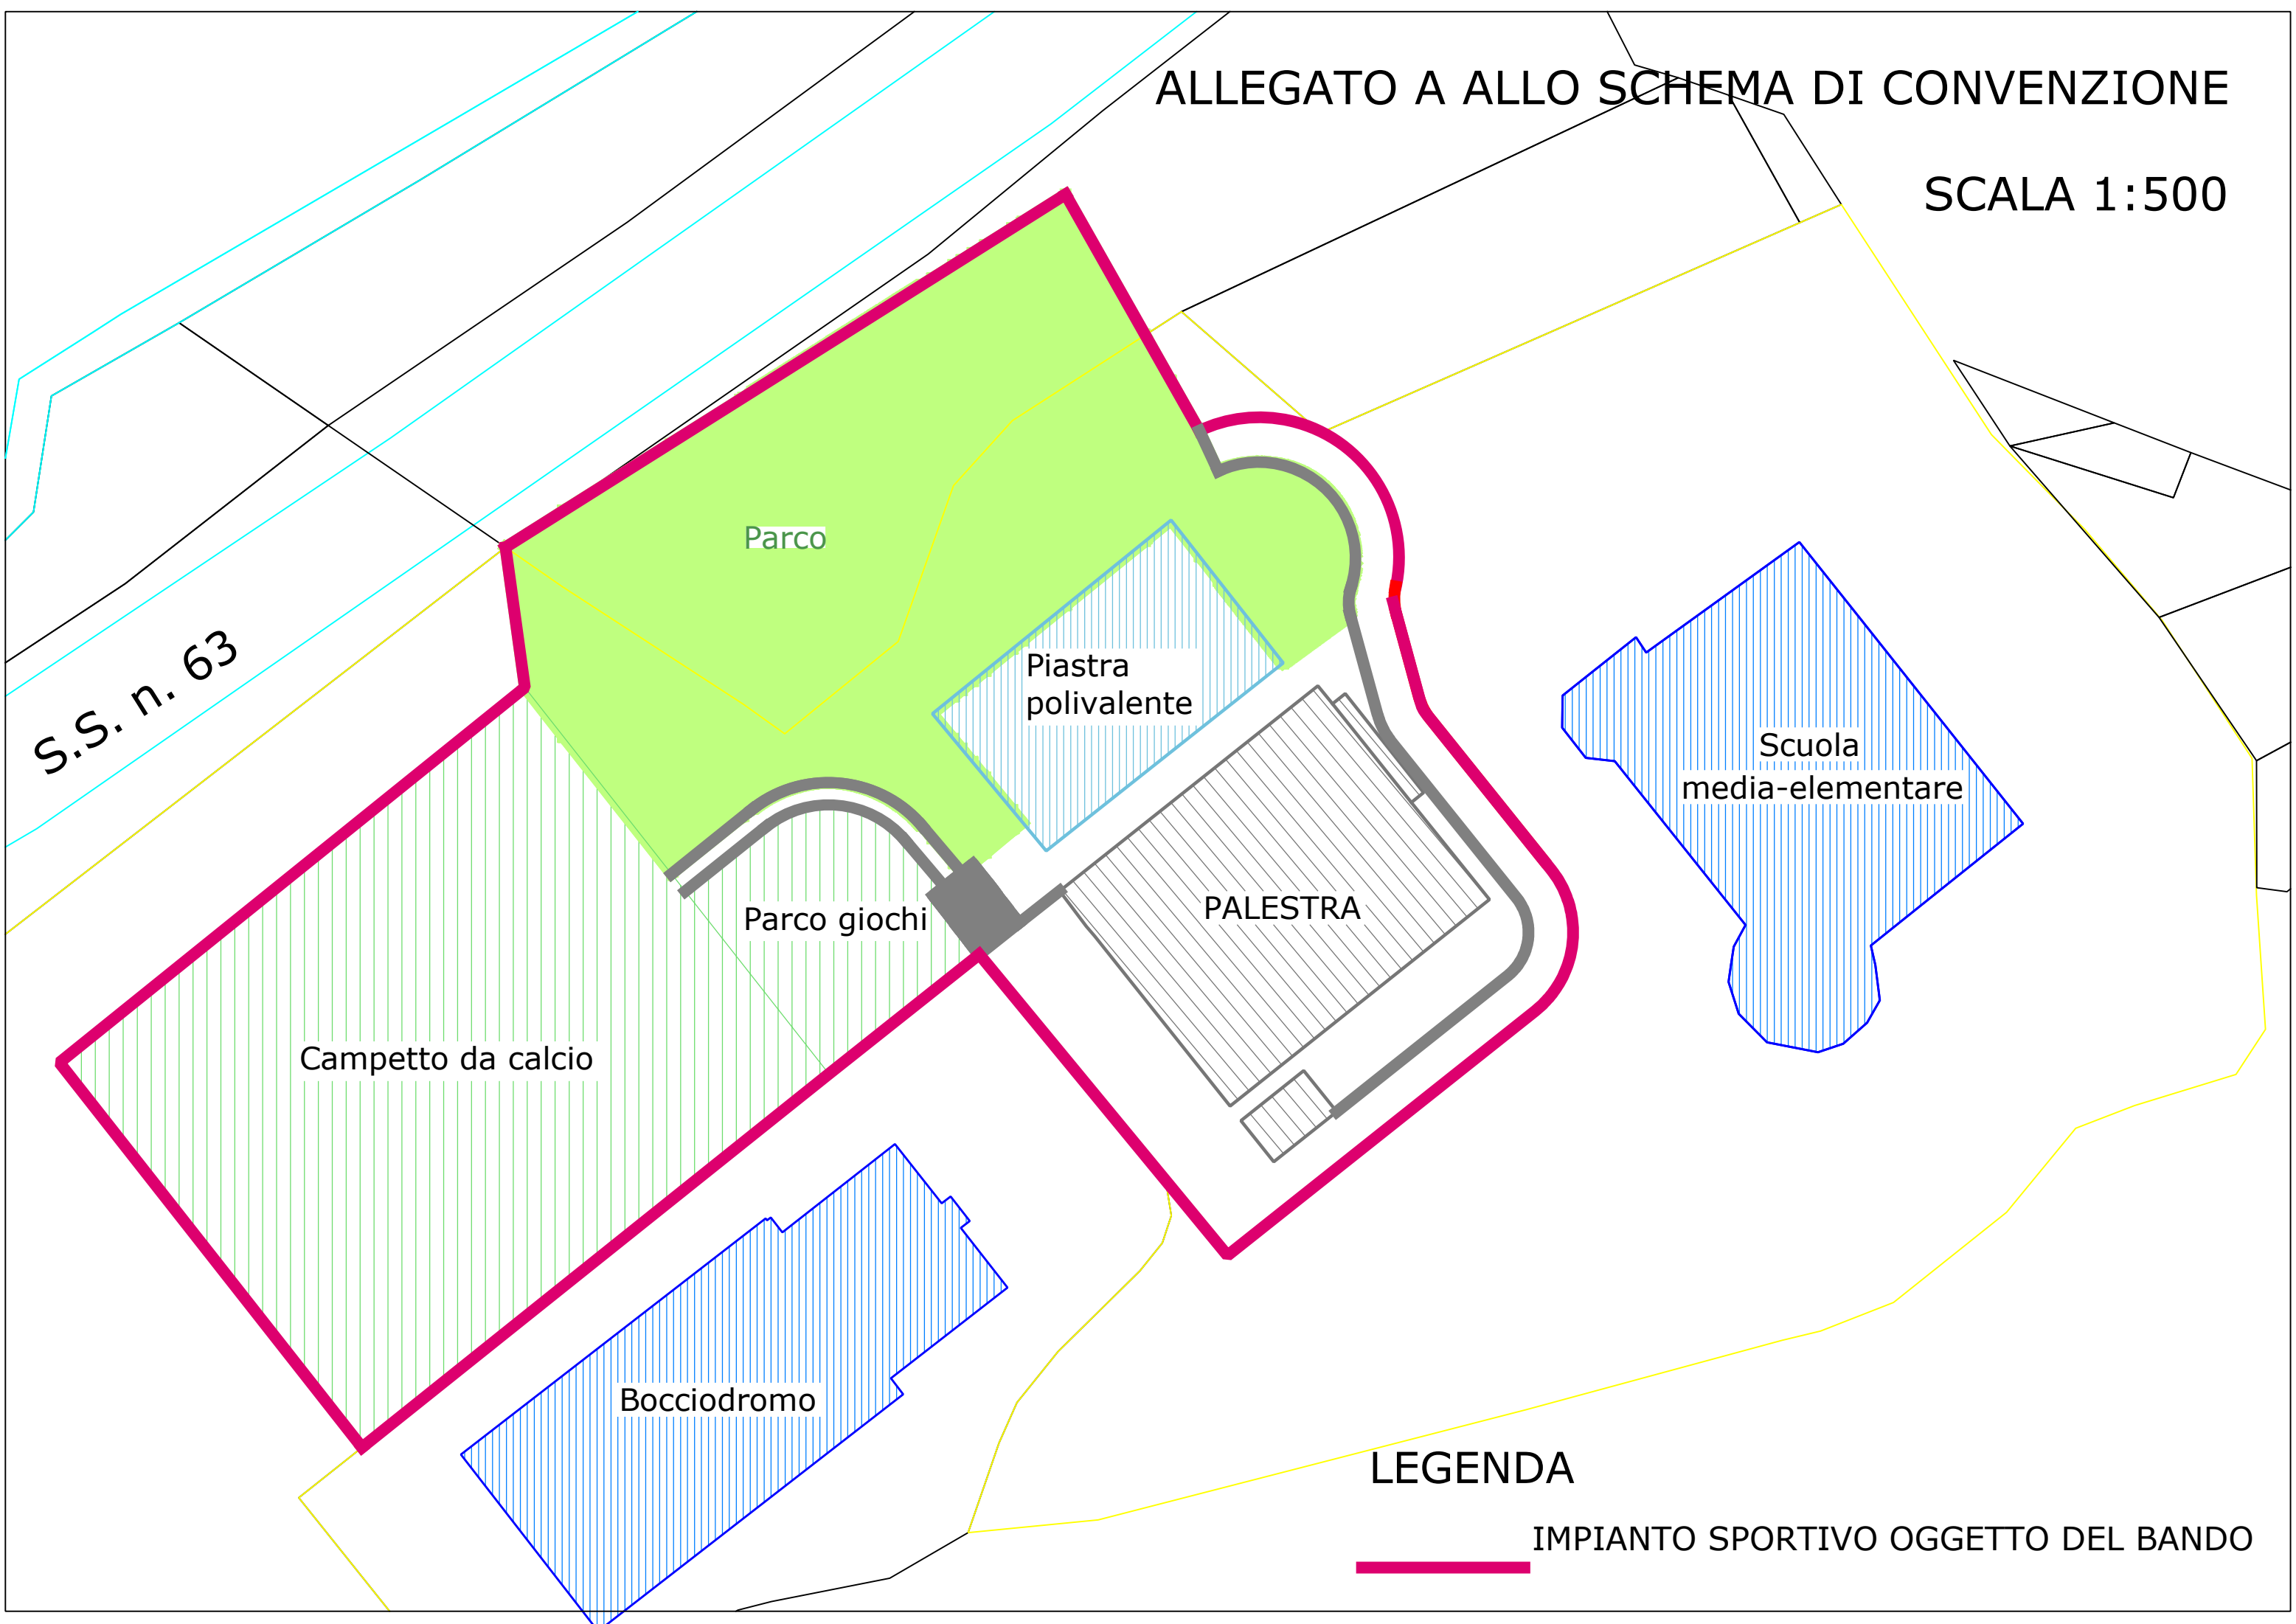 ALLEGATO A ALLO SCHEMA DI CONVENZIONE
SCALA 1:500
Parco
S.S. n. 63
Piastra
polivalente
Scuola
media-elementare
PALESTRA
Parco giochi
Campetto da calcio
Bocciodromo
LEGENDA
IMPIANTO SPORTIVO OGGETTO DEL BANDO